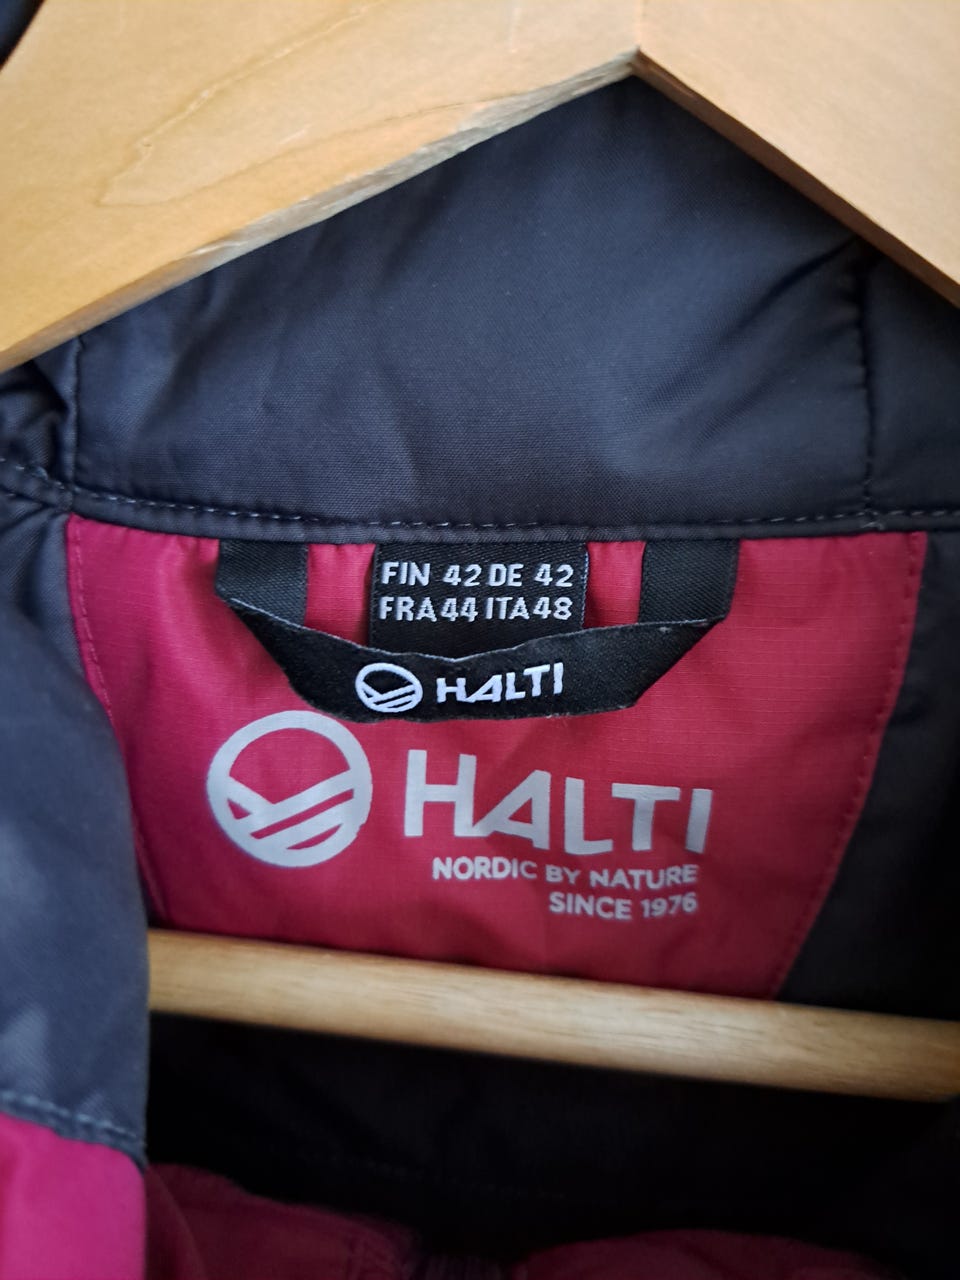 FIN 42 DE 42
FRA 44 ITA 48
HALTI
HALTI
NORDIC BY NATURE
SINCE 1976